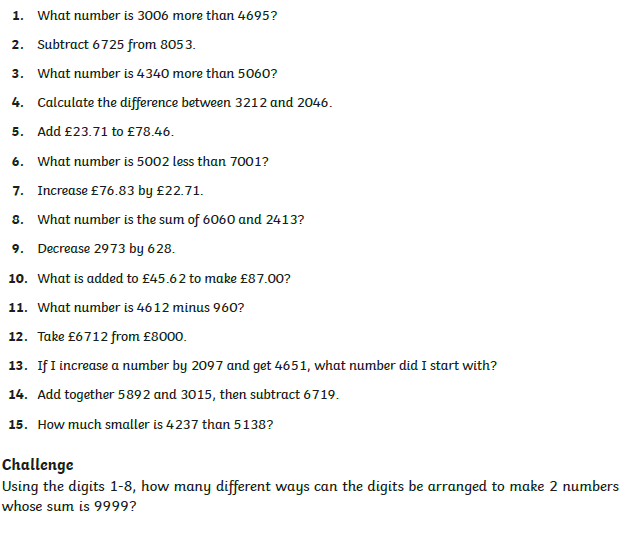 1. What number is 3006 more than 4695?
2. Subtract 6725 from 8053.
3. What number is 4340 more than 5060?
4. Calculate the difference between 3212 and 2046.
5. Add £23.71 to £78.46.
6. What number is 5002 less than 7001?
7. Increase £76.83 by £22.71.
8. What number is the sum of 6060 and 2413?
9. Decrease 2973 by 628.
10. What is added to £45.62 to make £87.00?
11. What number is 4612 minus 960?
12. Take £6712 from £8000.
13. If I increase a number by 2097 and get 4651, what number did I start with?
14. Add together 5892 and 3015, then subtract 6719.
15. How much smaller is 4237 than 5138?
Challenge
Using the digits 1-8, how many different ways can the digits be arranged to make 2 numbers
whose sum is 9999?